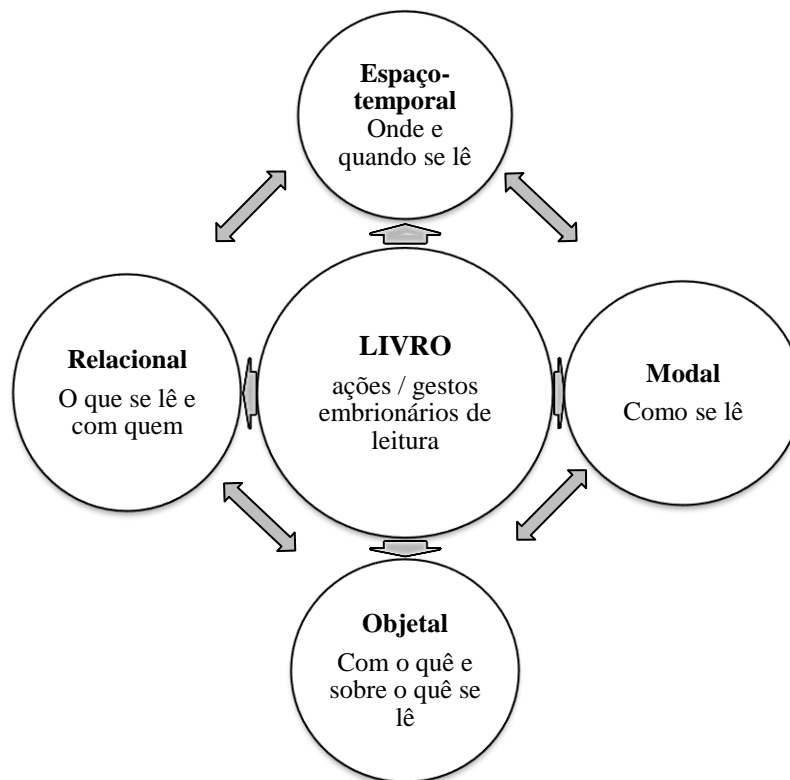 Espaço-
temporal
Onde e
quando se lê
Relacional
O que se lê e
com quem
LIVRO
ações / gestos
embrionários de
leitura
Modal
Como se lê
Objetal
Com o quê e
sobre o quê se
lê